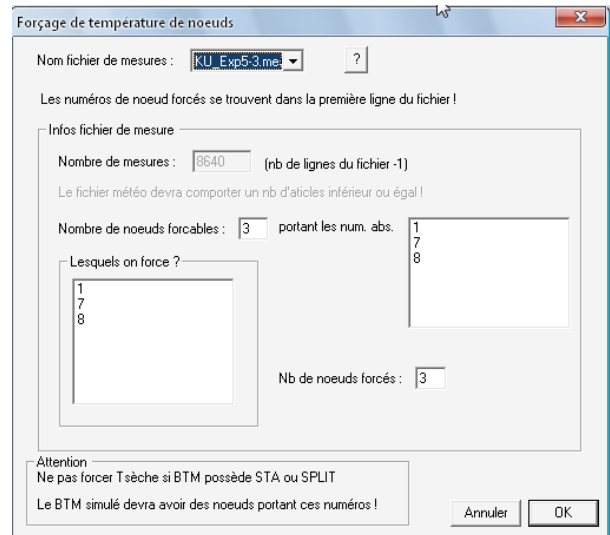 Forçage de température de noeuds
Nom fichier de mesures : KU_Exp5-3.me: ?
Les numéros de noeud forcés se trouvent dans la première ligne du fichier !
Infos fichier de mesure
Nombre de mesures : 8640 (nb de lignes du fichier -1)
Le fichier météo devra comporter un nb d'aticles inférieur ou égal !
Nombre de noeuds forcables : 3 portant les num. abs.
1
7
8
Lesquels on force ?
1
7
8
Nb de noeuds forcés : 3
Attention
Ne pas forcer Tsèche si BTM possède STA ou SPLIT
Le BTM simulé devra avoir des noeuds portant ces numéros !
Annuler OK